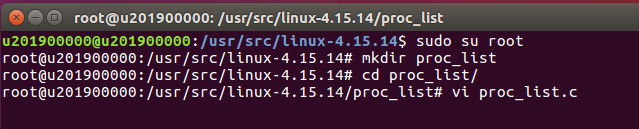 root@u201900000: /usr/src/linux-4.15.14/proc_list
u201900000@u201900000:/usr/src/linux-4.15.14$ sudo su root
root@u201900000:/usr/src/linux-4.15.14# mkdir proc_list
root@u201900000:/usr/src/linux-4.15.14# cd proc_list/
root@u201900000:/usr/src/linux-4.15.14/proc_list# vi proc_list.c